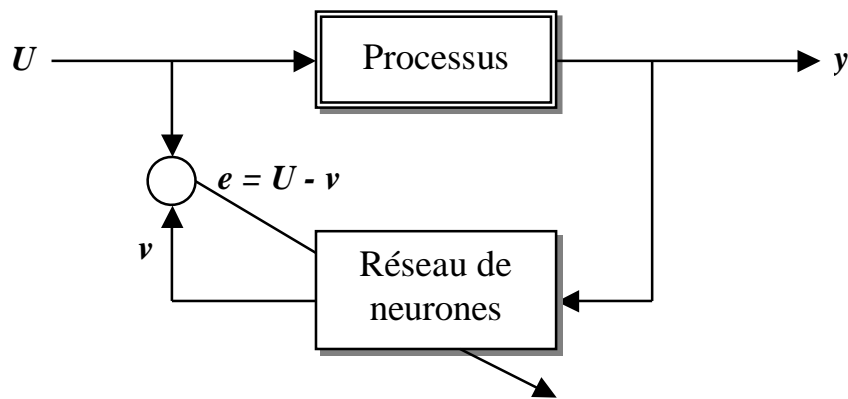 U
Processus
y
e = U - v
v
Réseau de
neurones